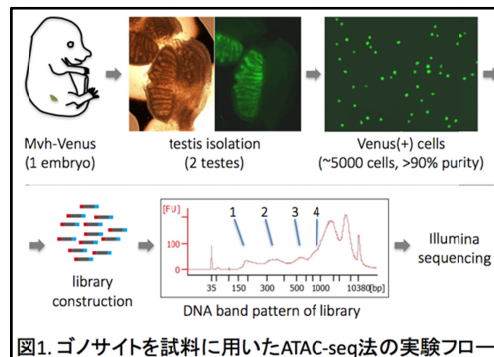 Mvh-Venus
(1 embryo)
testis isolation
(2 testes)
Venus(+) cells
(~5000 cells, >90% purity)
library
construction
[FU]
100
0
1 2 3 4
35 150 300 500 1000 10380[bp]
DNA band pattern of library
Illumina
sequencing
図1. ゴノサイトを試料に用いたATAC-seq法の実験フロー